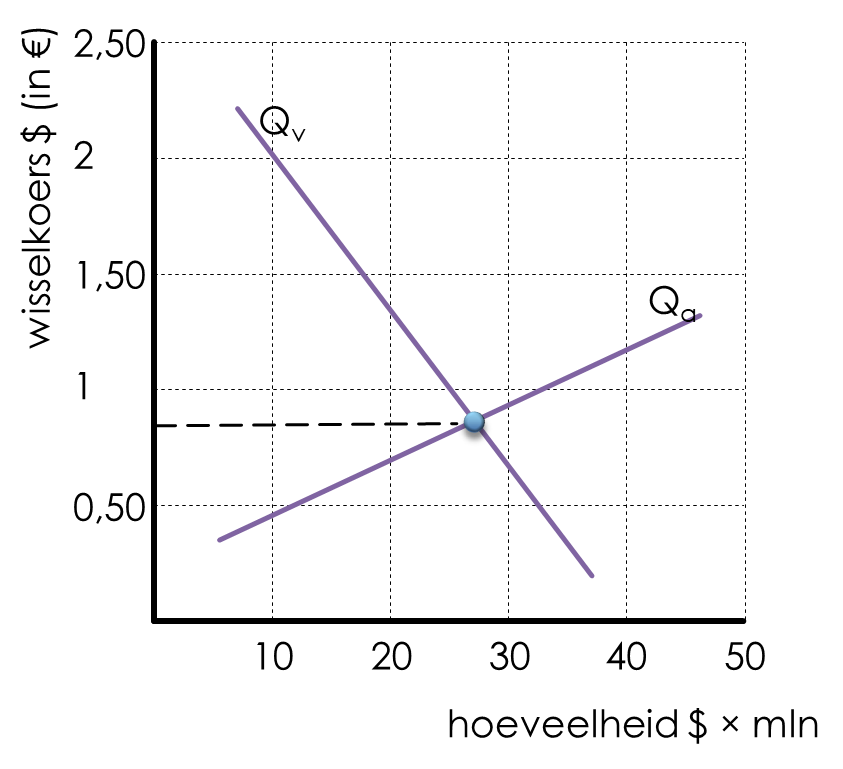 wisselkoers $ (in €)
2,50
2
1,50
1
0,50
Qv
Qa
10 20 30 40 50
hoeveelheid $ × mln